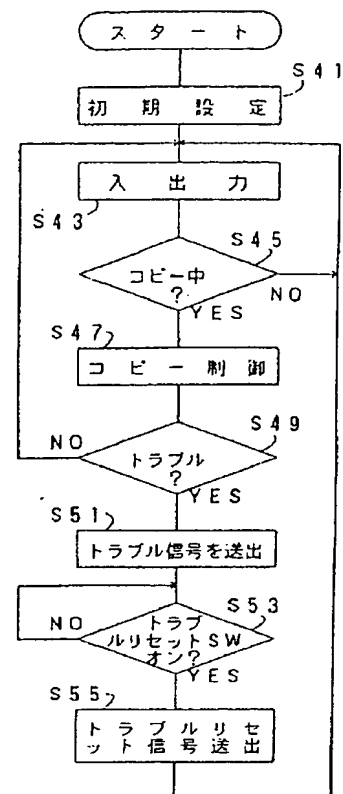 スタート
S41
初期設定
入出力
S43
S45
コピー中
?
NO
YES
S47
コピー制御
S49
NO
トラブル
?
YES
S51
トラブル信号を送出
S53
NO
トラブ
ルリセットSW
オン?
YES
S55
トラブルリセ
ット信号送出